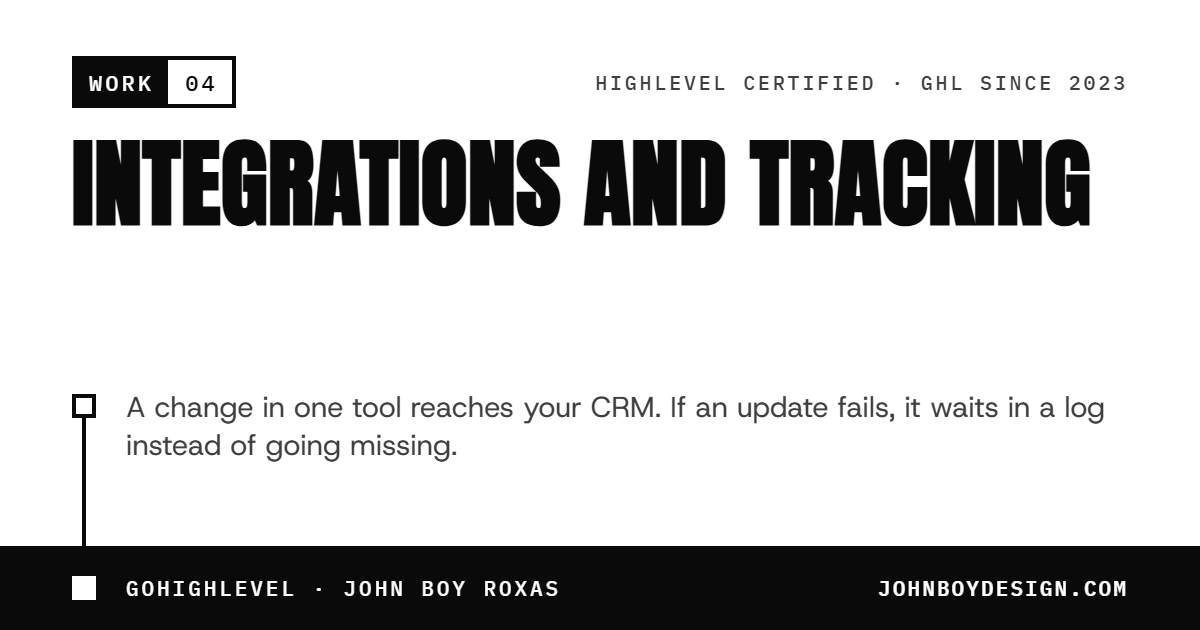 WORK 04
HIGHLEVEL CERTIFIED · GHL SINCE 2023
INTEGRATIONS AND TRACKING
A change in one tool reaches your CRM. If an update fails, it waits in a log
instead of going missing.
GOHIGHLEVEL · JOHN BOY ROXAS
JOHNBOYDESIGN.COM